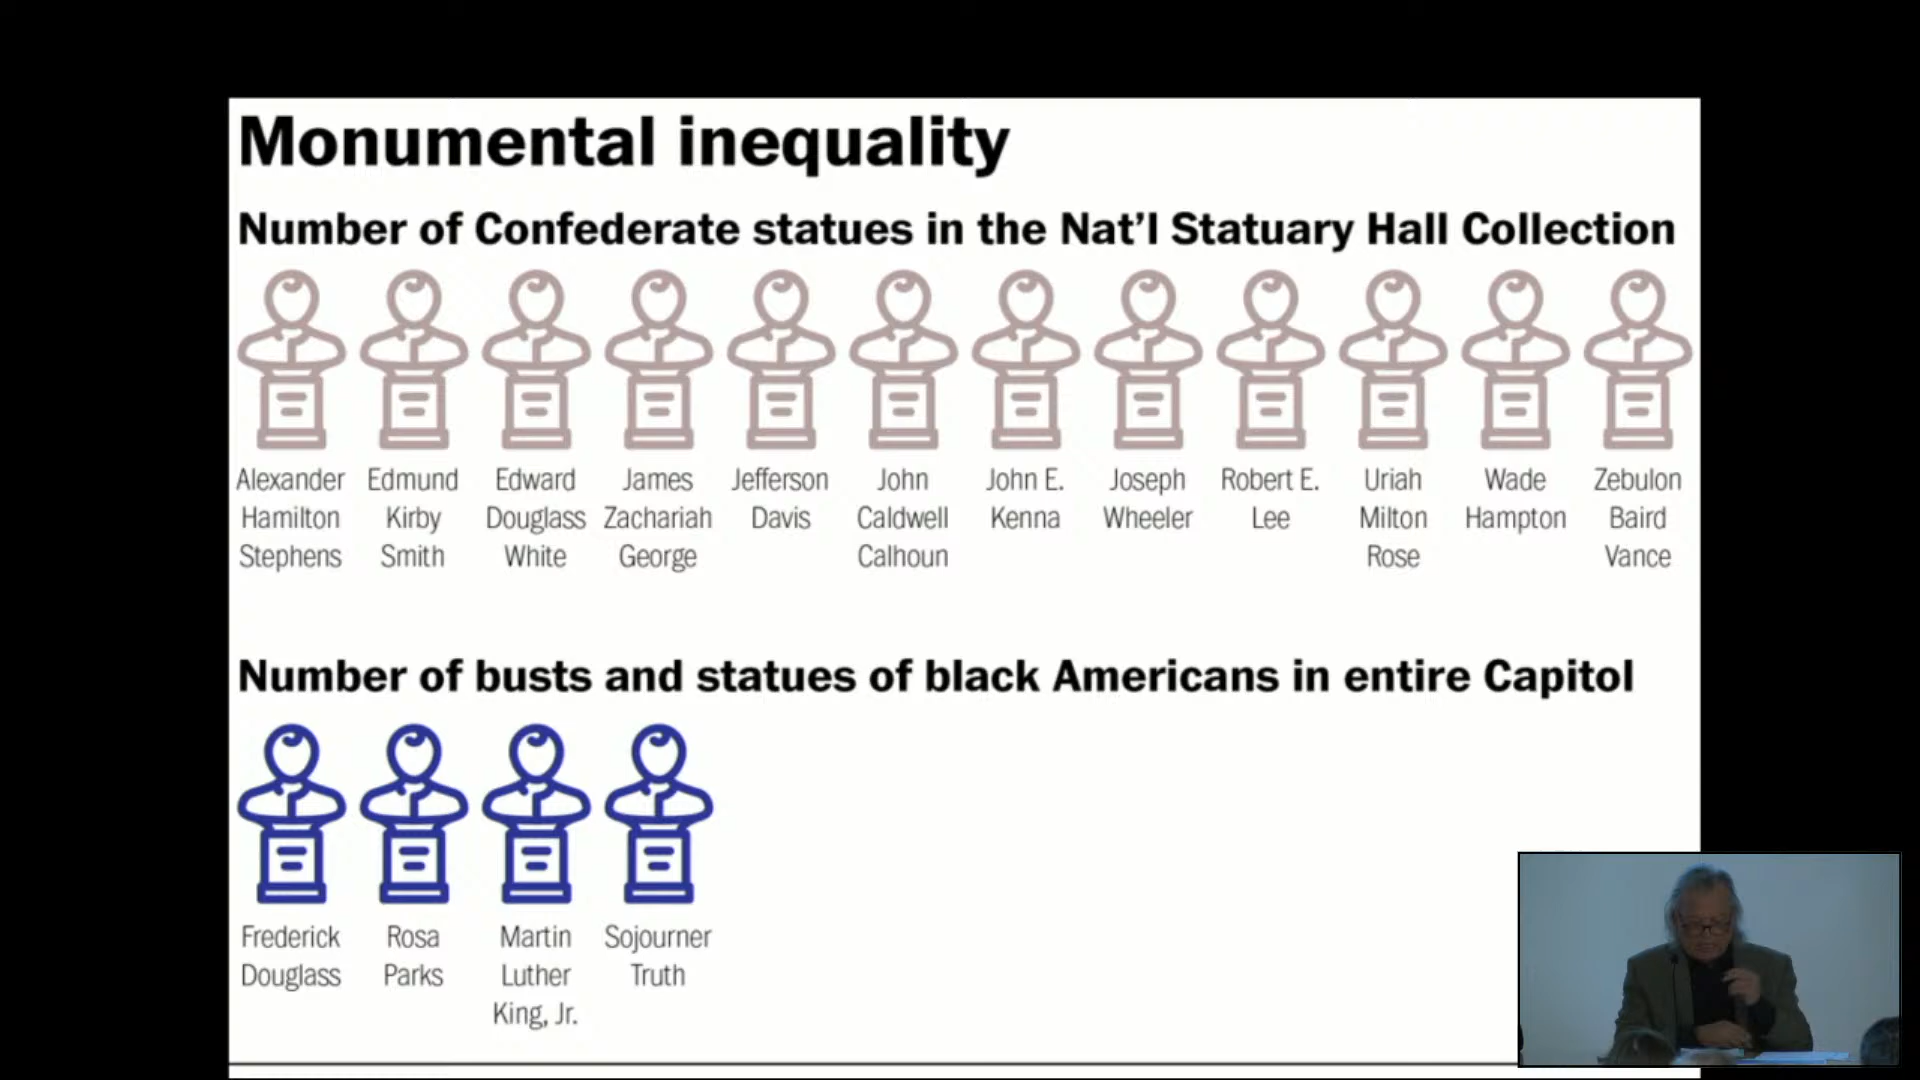 Monumental inequality
Number of Confederate statues in the Nat'l Statuary Hall Collection
Alexander Hamilton Stephens
Edmund Kirby Smith
Edward Douglass White
James Zachariah George
Jefferson Davis
John Caldwell Calhoun
John E. Kenna
Joseph Wheeler
Robert E. Lee
Uriah Milton Rose
Wade Hampton
Zebulon Baird Vance
Number of busts and statues of black Americans in entire Capitol
Frederick Douglass
Rosa Parks
Martin Luther King, Jr.
Sojourner Truth